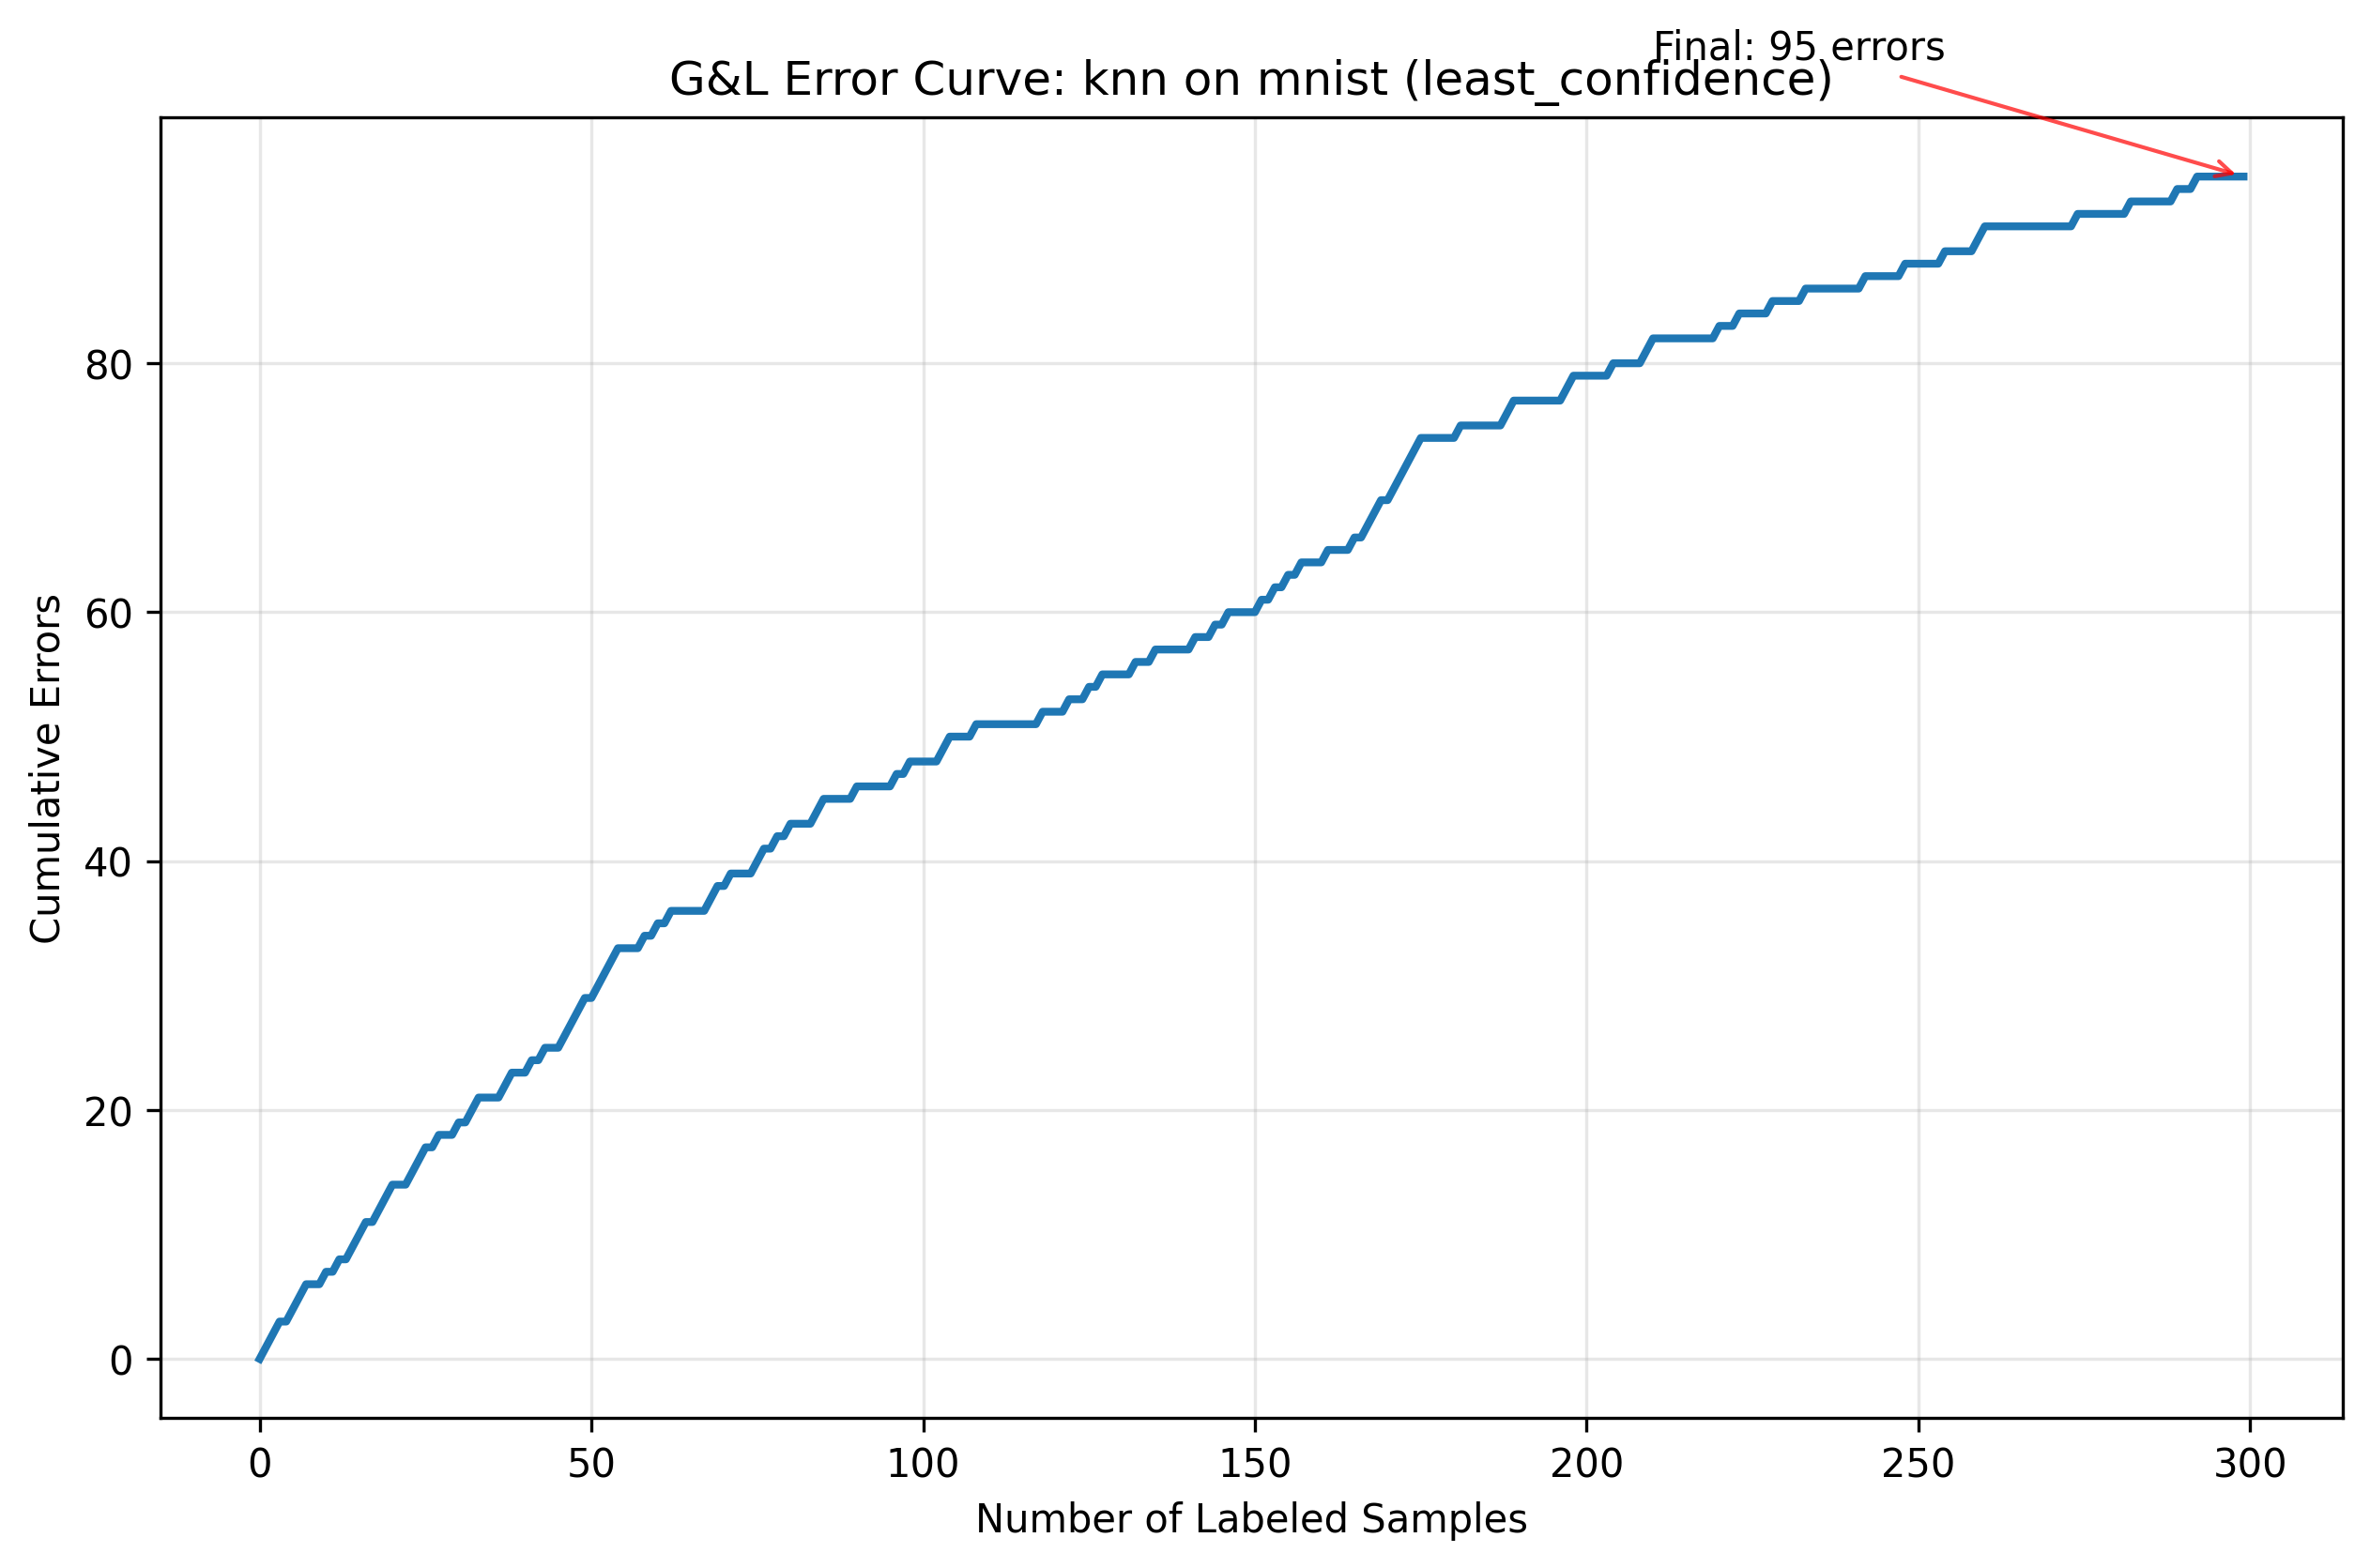 Final: 95 errors
G&L Error Curve: knn on mnist (least_confidence)
Cumulative Errors
80
60
40
20
0
0 50 100 150 200 250 300
Number of Labeled Samples